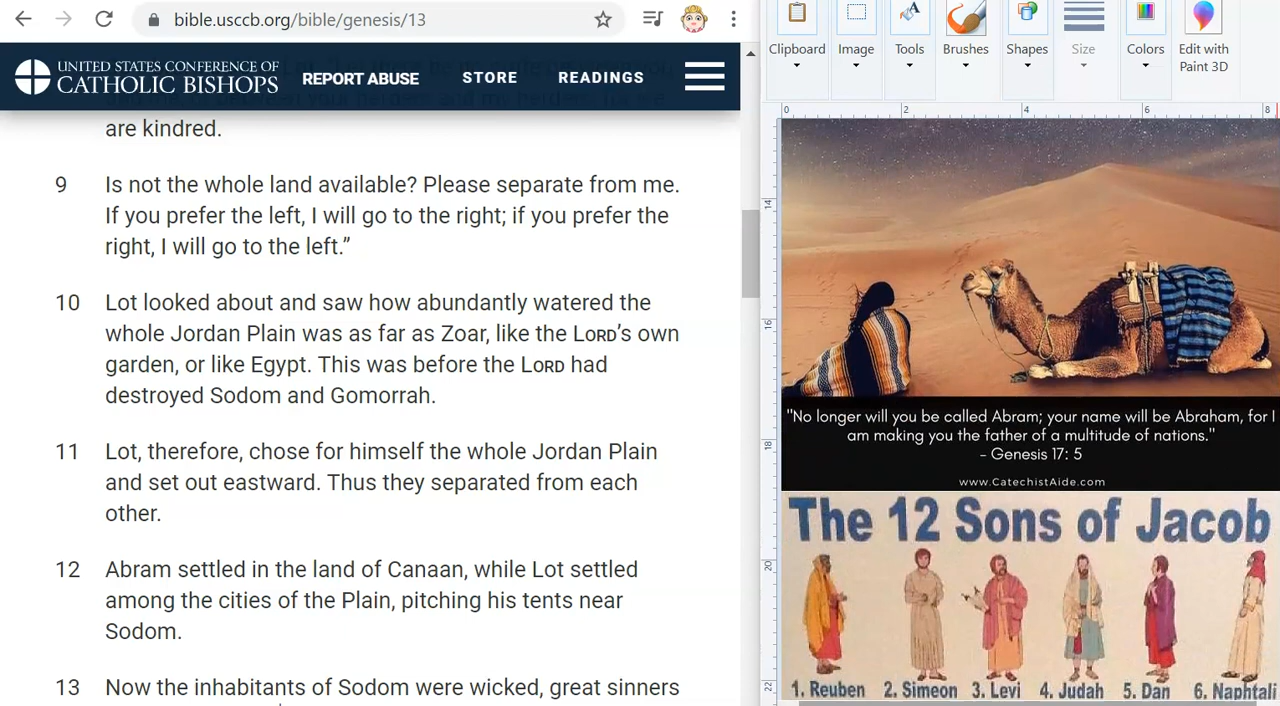 bible.usccb.org/bible/genesis/13
UNITED STATES CONFERENCE OF
CATHOLIC BISHOPS
REPORT ABUSE
STORE
READINGS
are kindred.
9 Is not the whole land available? Please separate from me.
If you prefer the left, I will go to the right; if you prefer the
right, I will go to the left.”
10 Lot looked about and saw how abundantly watered the
whole Jordan Plain was as far as Zoar, like the LORD’s own
garden, or like Egypt. This was before the LORD had
destroyed Sodom and Gomorrah.
11 Lot, therefore, chose for himself the whole Jordan Plain
and set out eastward. Thus they separated from each
other.
12 Abram settled in the land of Canaan, while Lot settled
among the cities of the Plain, pitching his tents near
Sodom.
13 Now the inhabitants of Sodom were wicked, great sinners
Clipboard
Image
Tools
Brushes
Shapes
Size
Colors
Edit with
Paint 3D
0 2 4 6 8
14
16
18
20
22
"No longer will you be called Abram; your name will be Abraham, for I
am making you the father of a multitude of nations."
- Genesis 17: 5
www.CatechistAide.com
The 12 Sons of Jacob
1. Reuben 2. Simeon 3. Levi 4. Judah 5. Dan 6. Naphtali